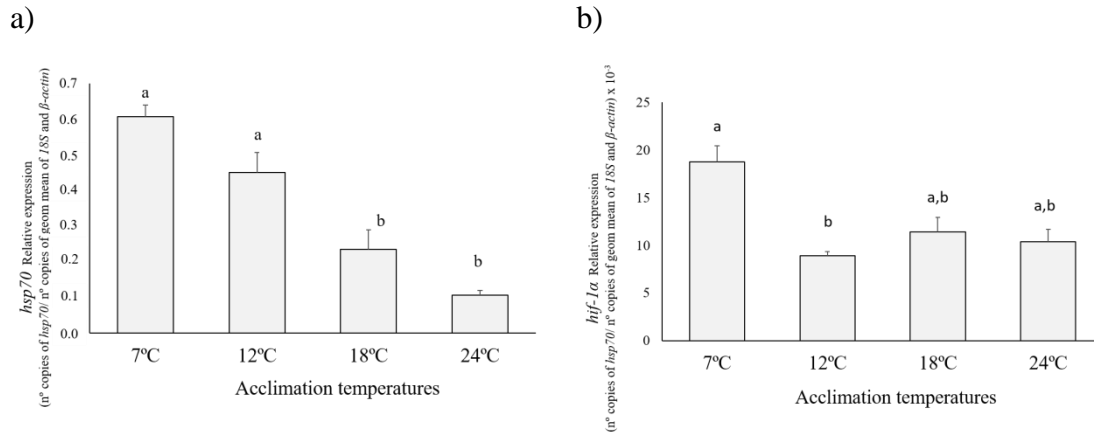 a)
hsp70 Relative expression
(nº copies of hsp70/ nº copies of geom mean of 18S and β-actin)
0.7
0.6
0.5
0.4
0.3
0.2
0.1
0.0
a
a
b
b
7ºC 12ºC 18ºC 24ºC
Acclimation temperatures
b)
hif-1α Relative expression
(nº copies of hsp70/ nº copies of geom mean of 18S and β-actin) x 10⁻³
25
20
15
10
5
0
a
b
a,b
a,b
7ºC 12ºC 18ºC 24ºC
Acclimation temperatures